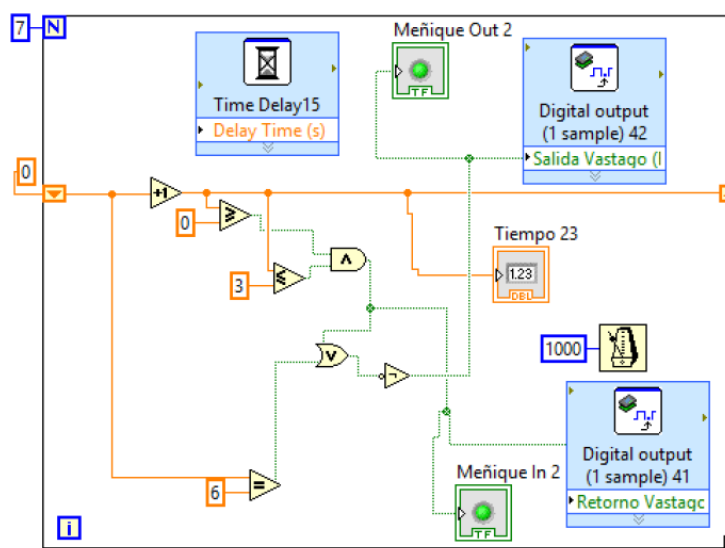 7
N
Meñique Out 2
TF
Time Delay15
Delay Time (s)
Digital output
(1 sample) 42
Salida Vastago (
0
+1
≥
0
∧
≤
3
Tiempo 23
1.23
DBL
∨
¬
1000
=
6
Digital output
(1 sample) 41
Retorno Vastago
Meñique In 2
TF
i